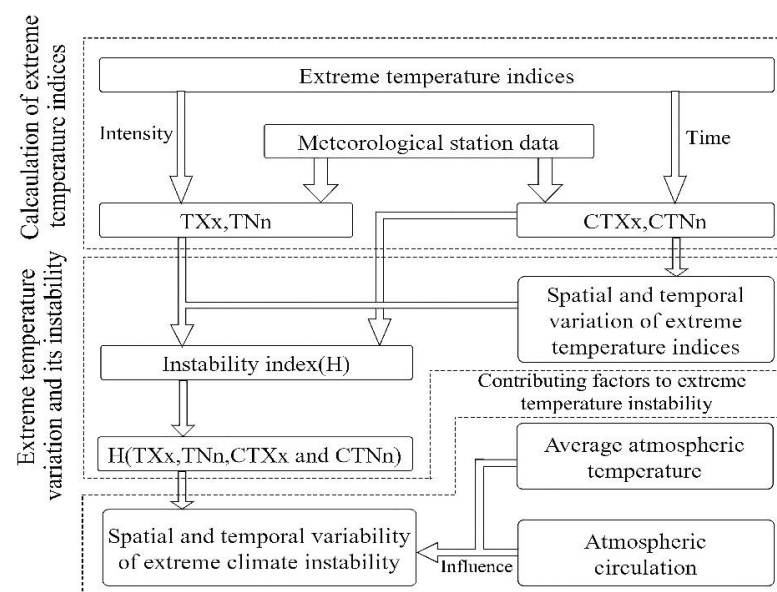 Calcaulation of extreme
temperature indices
Extreme temperature indices
Intensity
Meteorological station data
Time
TXx,TNn
CTXx,CTNn
Extreme temperature
variation and its instability
Spatial and temporal
variation of extreme
temperature indices
Instability index(H)
Contributing factors to extreme
temperature instability
H(TXx,TNn,CTXx and CTNn)
Average atmospheric
temperature
Spatial and temporal variability
of extreme climate instability
Influence
Atmospheric
circulation